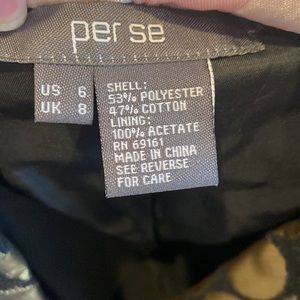 per se
US 6
UK 8
SHELL:
53% POLYESTER
47% COTTON
LINING:
100% ACETATE
RN 69161
MADE IN CHINA
SEE REVERSE
FOR CARE